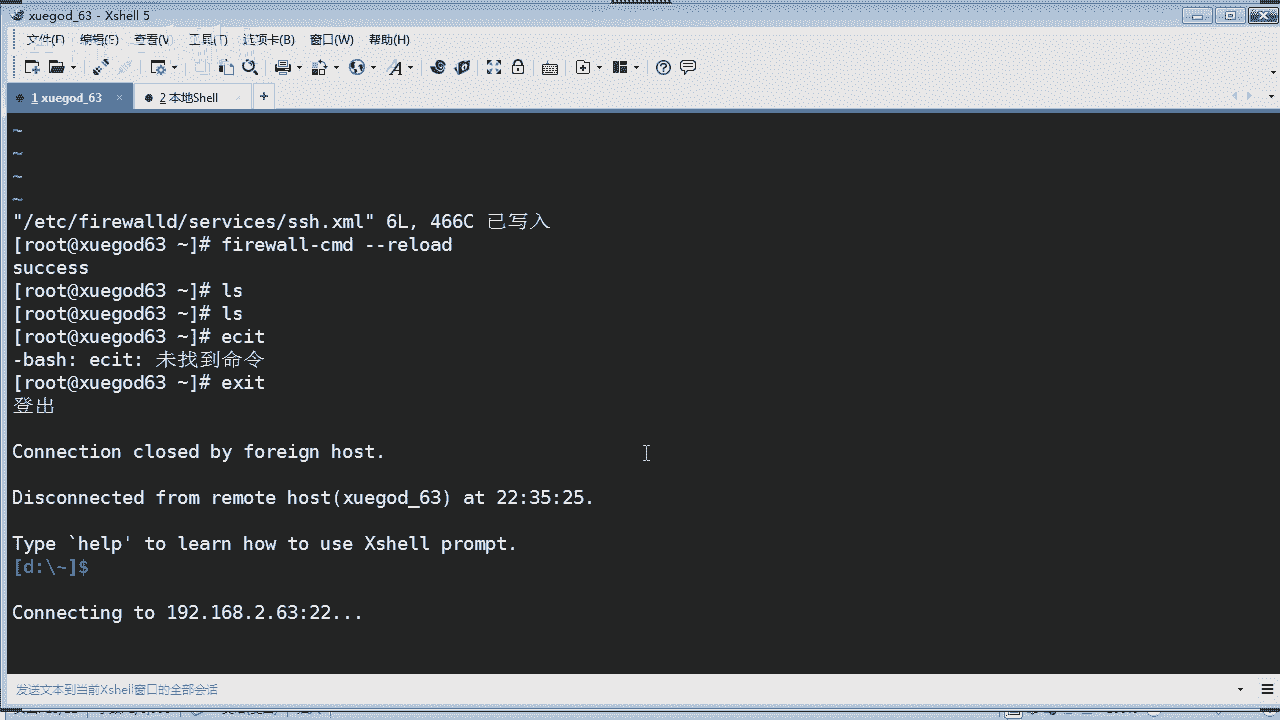 xuegod_63 - Xshell 5
文件(F) 编辑(E) 查看(V) 工具(T) 选项卡(B) 窗口(W) 帮助(H)
1 xuegod_63 × 2 本地Shell +
~
~
~
~
"/etc/firewalld/services/ssh.xml" 6L, 466C 已写入
[root@xuegod63 ~]# firewall-cmd --reload
success
[root@xuegod63 ~]# ls
[root@xuegod63 ~]# ls
[root@xuegod63 ~]# ecit
-bash: ecit: 未找到命令
[root@xuegod63 ~]# exit
登出
Connection closed by foreign host.
Disconnected from remote host(xuegod_63) at 22:35:25.
Type `help' to learn how to use Xshell prompt.
[d:\~]$
Connecting to 192.168.2.63:22...
发送文本到当前Xshell窗口的全部会话